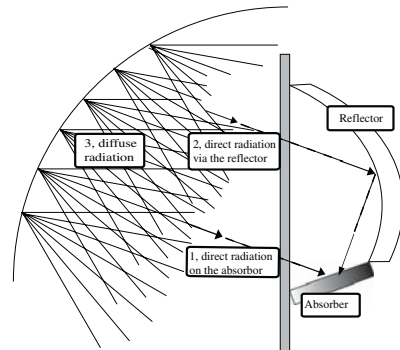 Reflector
3, diffuse
radiation
2, direct radiation
via the reflector
1, direct radiation
on the absorbor
Absorber